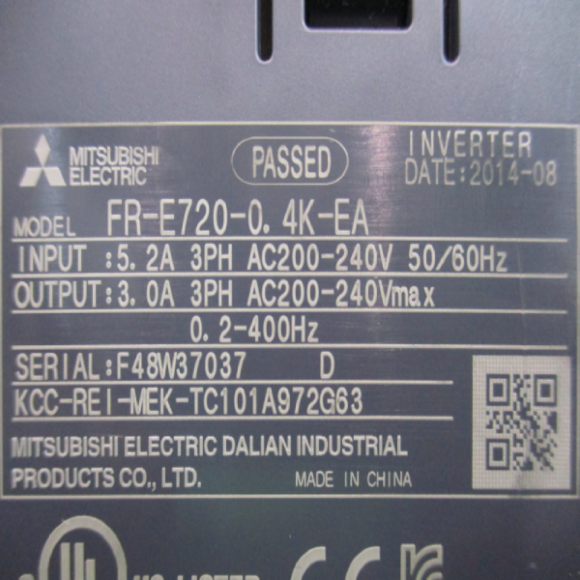 MITSUBISHI
ELECTRIC
PASSED
INVERTER
DATE:2014-08
MODEL FR-E720-0.4K-EA
INPUT :5.2A 3PH AC200-240V 50/60Hz
OUTPUT:3.0A 3PH AC200-240Vmax
0.2-400Hz
SERIAL:F48W37037 D
KCC-REI-MEK-TC101A972G63
MITSUBISHI ELECTRIC DALIAN INDUSTRIAL
PRODUCTS CO., LTD. MADE IN CHINA